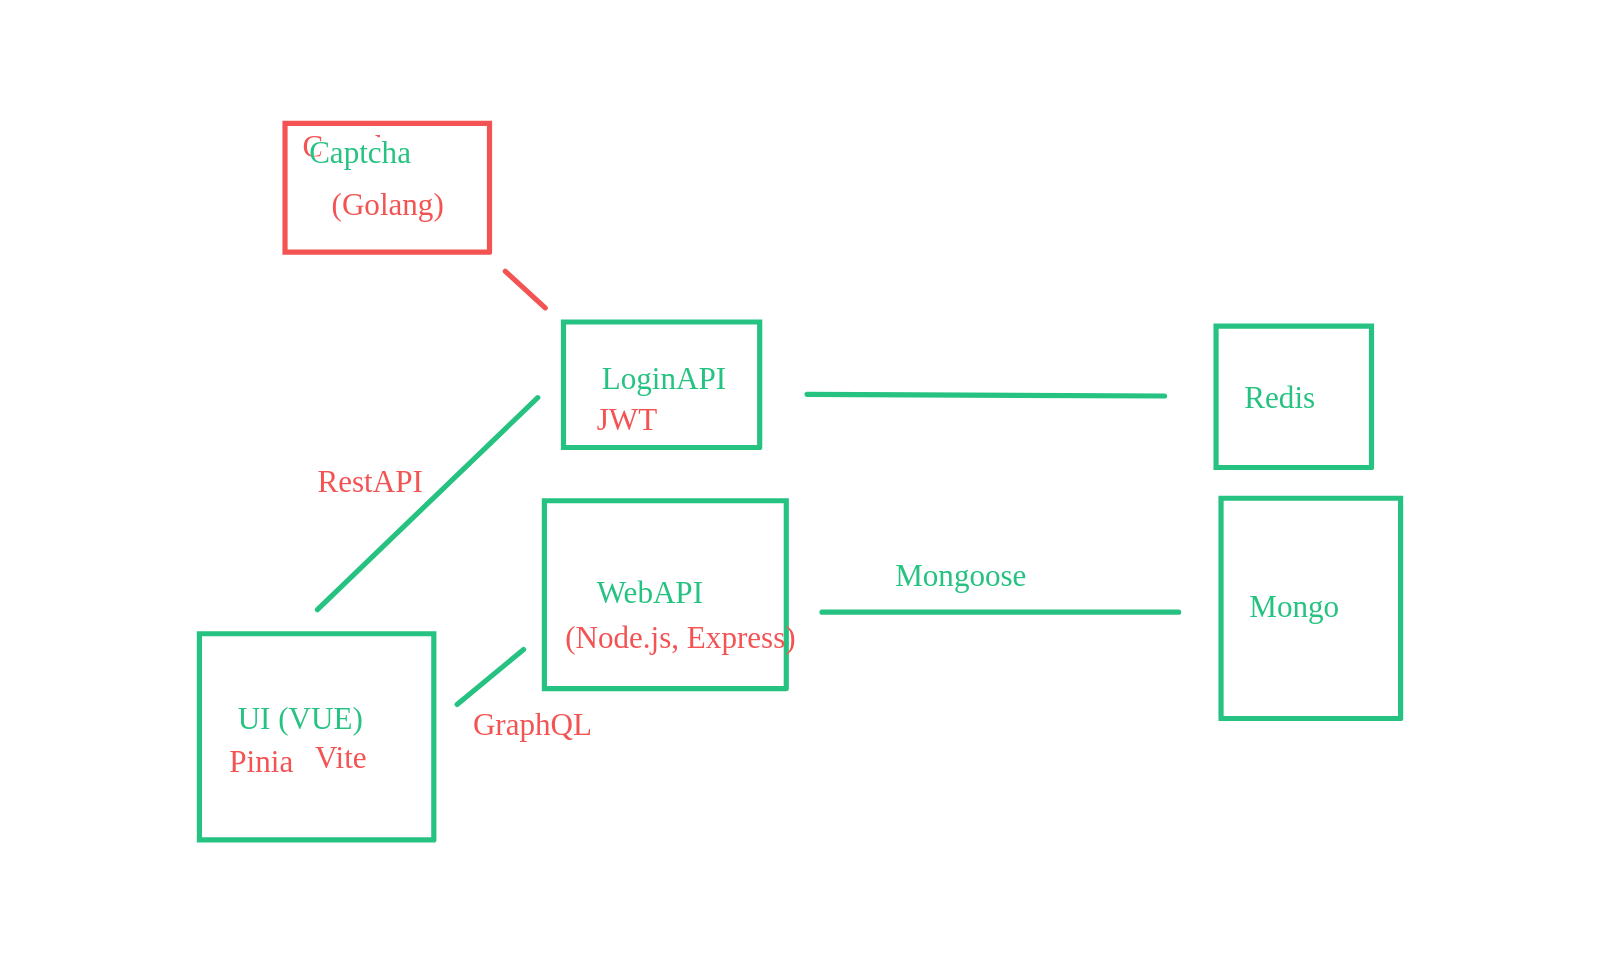 Captcha
(Golang)
LoginAPI
JWT
Redis
RestAPI
Mongoose
WebAPI
(Node.js, Express)
Mongo
UI (VUE)
Pinia Vite
GraphQL